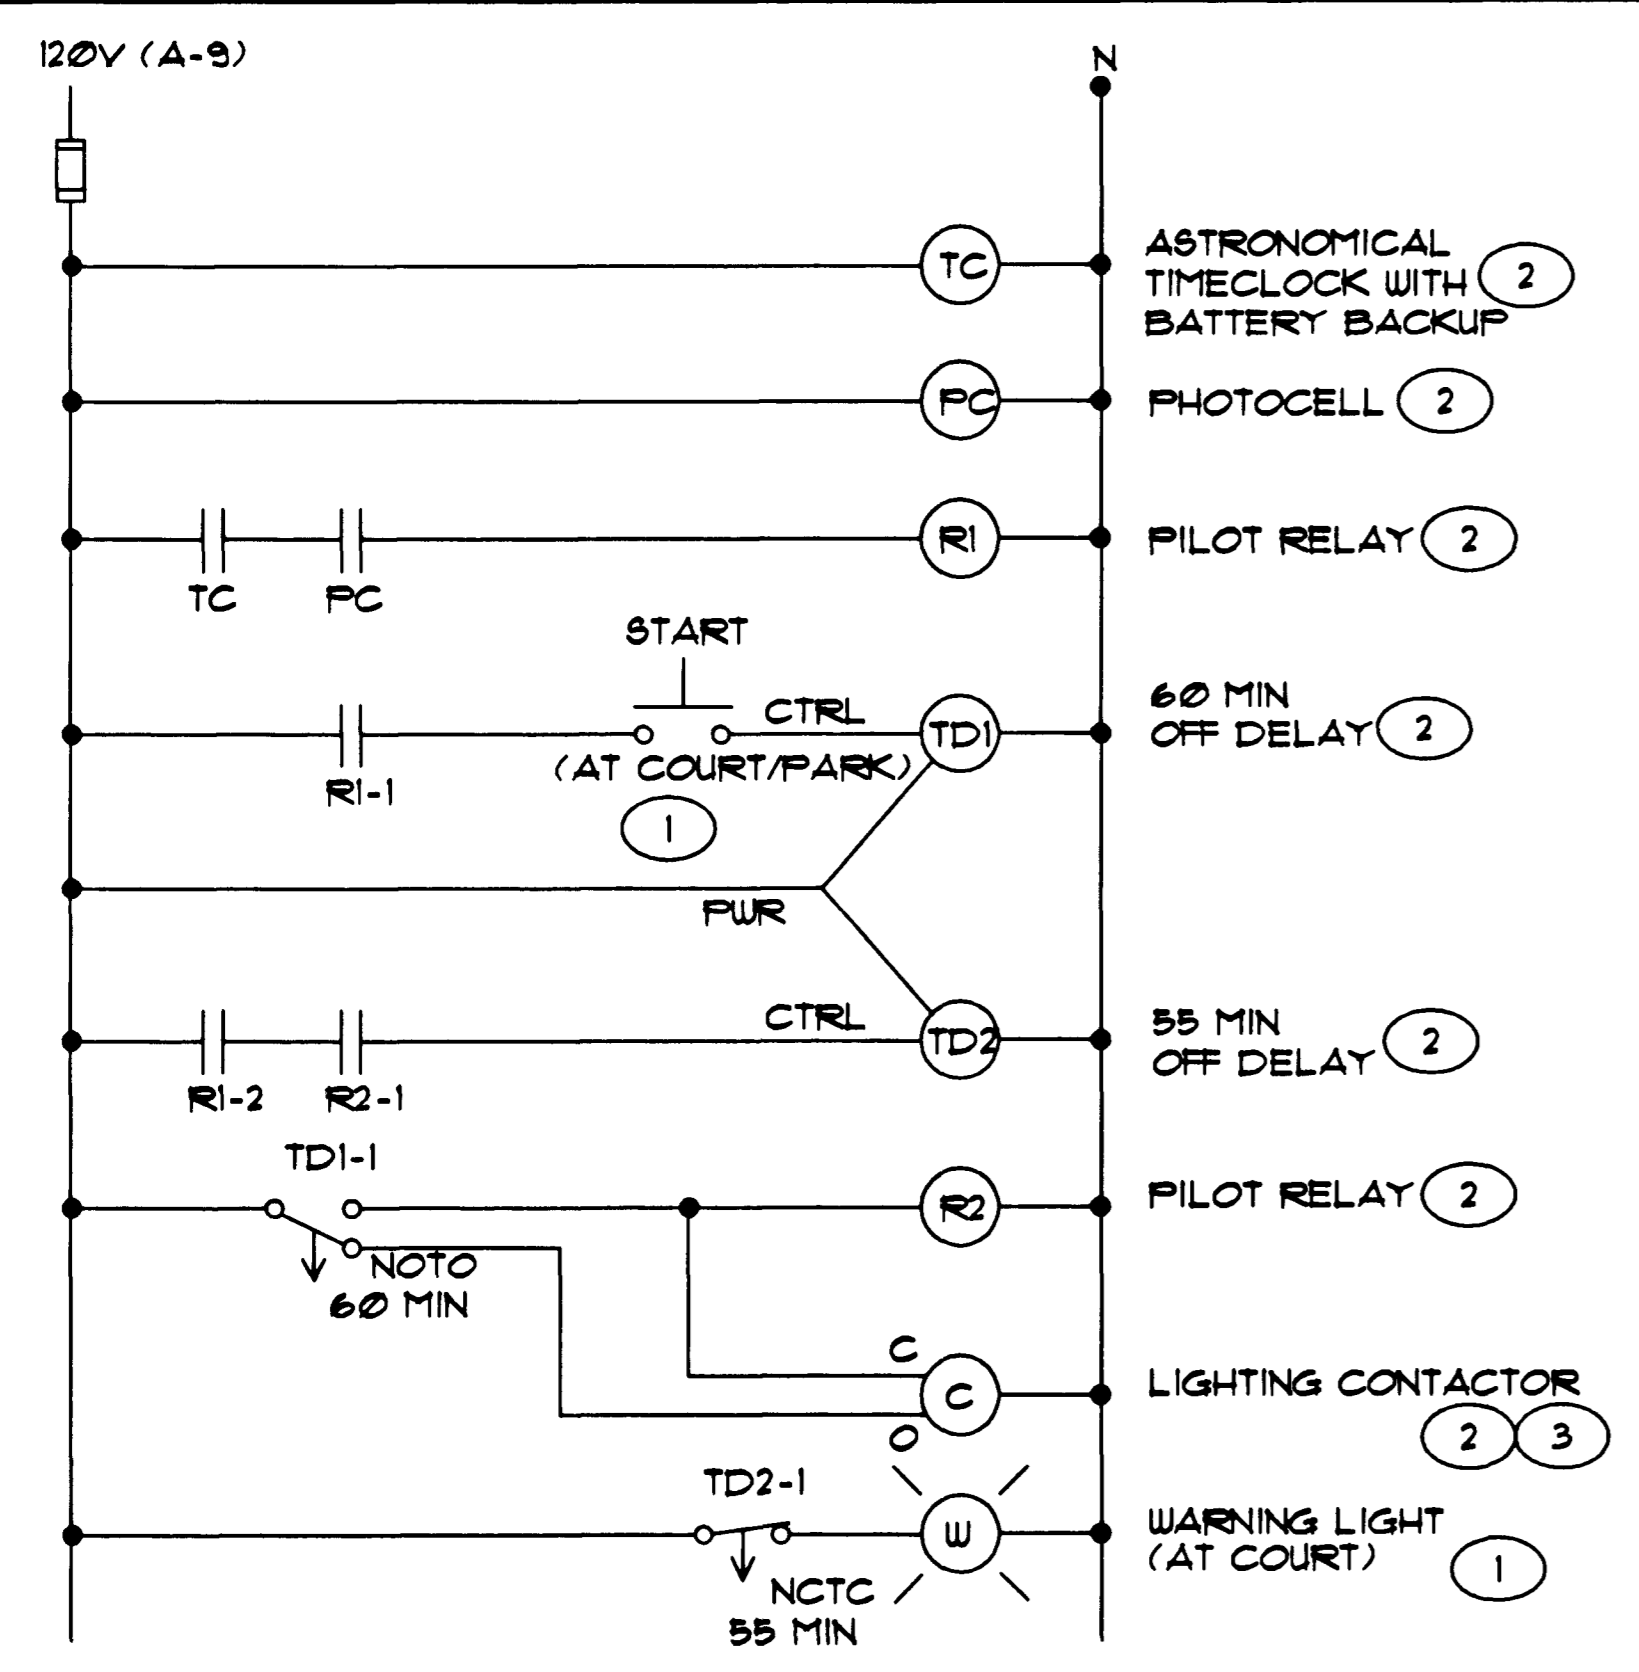 120V (A-9)
N
TC
ASTRONOMICAL
TIMECLOCK WITH
BATTERY BACKUP
2
PC
PHOTOCELL 2
TC PC
R1
PILOT RELAY 2
START
R1-1
(AT COURT/PARK)
1
CTRL
TD1
60 MIN
OFF DELAY 2
PWR
R1-2 R2-1
CTRL
TD2
55 MIN
OFF DELAY 2
TD1-1
NOTO
60 MIN
R2
PILOT RELAY 2
C
C
O
LIGHTING CONTACTOR
2 3
TD2-1
NCTC
55 MIN
W
WARNING LIGHT
(AT COURT) 1